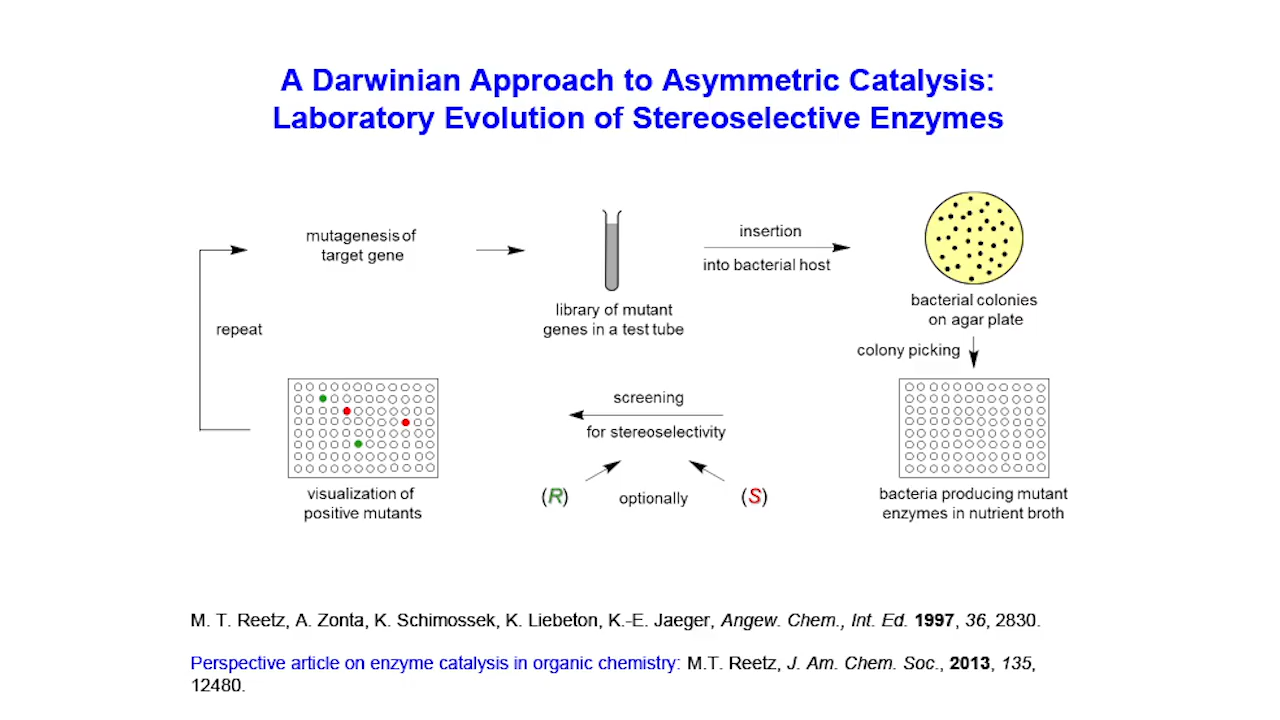 A Darwinian Approach to Asymmetric Catalysis:
Laboratory Evolution of Stereoselective Enzymes
mutagenesis of
target gene
library of mutant
genes in a test tube
insertion
into bacterial host
bacterial colonies
on agar plate
colony picking
bacteria producing mutant
enzymes in nutrient broth
screening
for stereoselectivity
(R)
optionally
(S)
visualization of
positive mutants
repeat
M. T. Reetz, A. Zonta, K. Schimossek, K. Liebeton, K.-E. Jaeger, Angew. Chem., Int. Ed. 1997, 36, 2830.
Perspective article on enzyme catalysis in organic chemistry: M.T. Reetz, J. Am. Chem. Soc., 2013, 135,
12480.